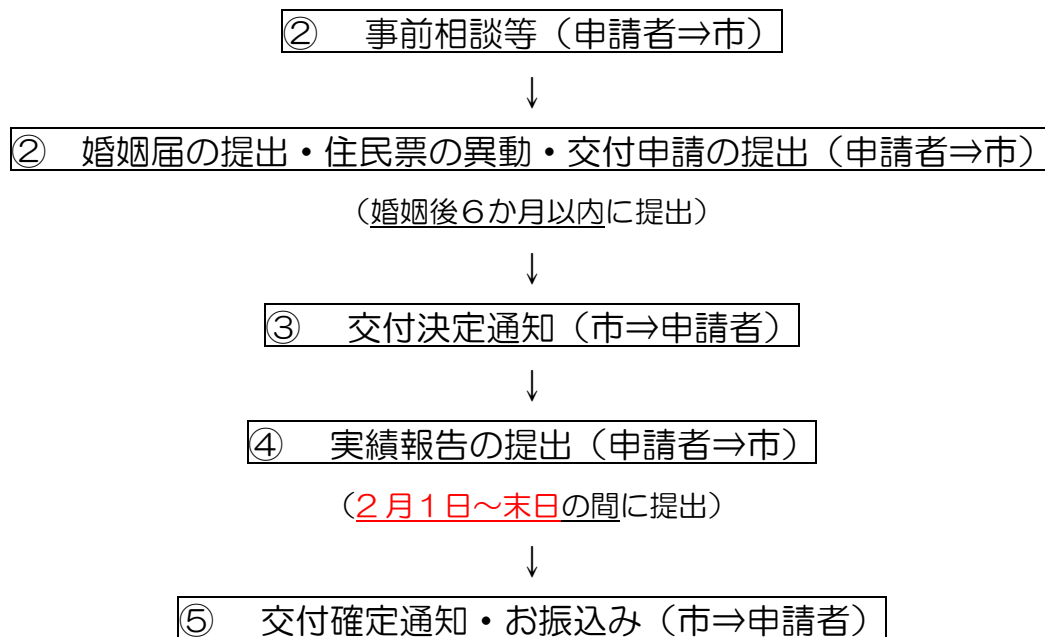 ② 事前相談等（申請者⇒市）
↓
② 婚姻届の提出・住民票の異動・交付申請の提出（申請者⇒市）
（婚姻後６か月以内に提出）
↓
③ 交付決定通知（市⇒申請者）
↓
④ 実績報告の提出（申請者⇒市）
（２月１日～末日の間に提出）
↓
⑤ 交付確定通知・お振込み（市⇒申請者）